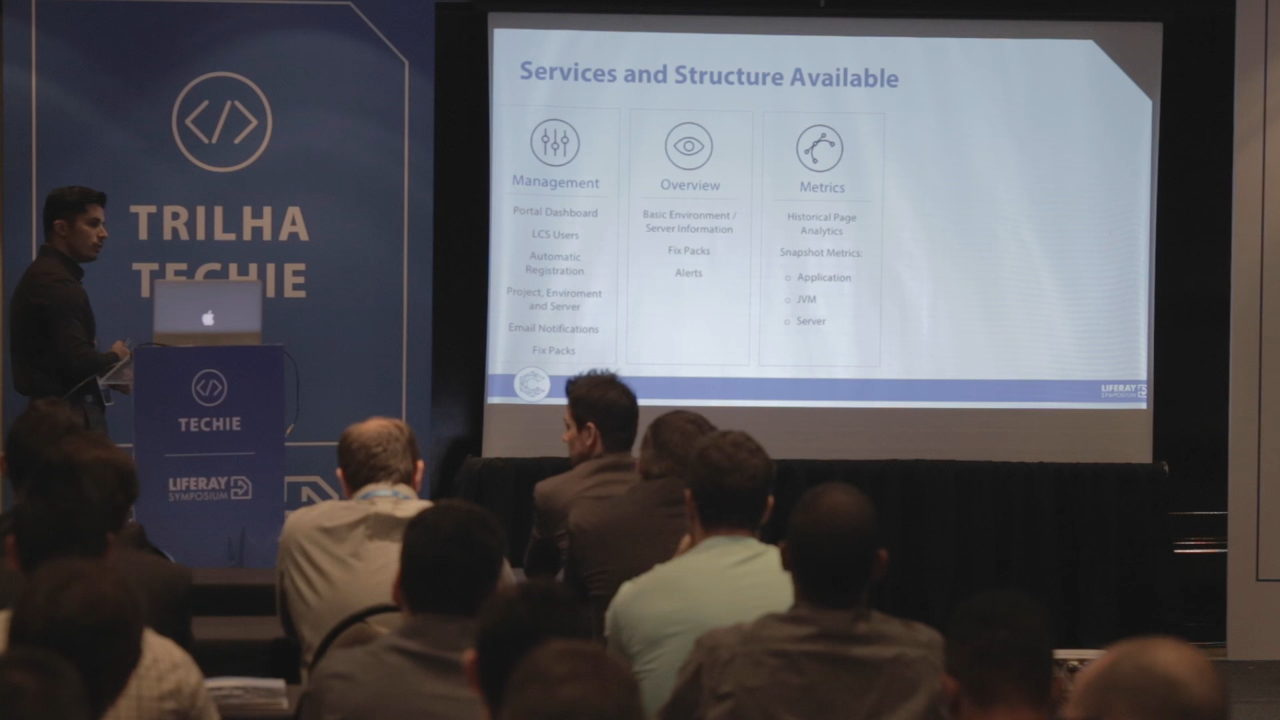 TRILHA
TECHIE
TECHIE
LIFERAY
SYMPOSIUM
Services and Structure Available
Management
Portal Dashboard
LCS Users
Automatic
Registration
Project, Enviroment
and Server
Email Notifications
Fix Packs
Overview
Basic Environment /
Server Information
Fix Packs
Alerts
Metrics
Historical Page
Analytics
Snapshot Metrics:
Application
JVM
Server
LIFERAY
SYMPOSIUM